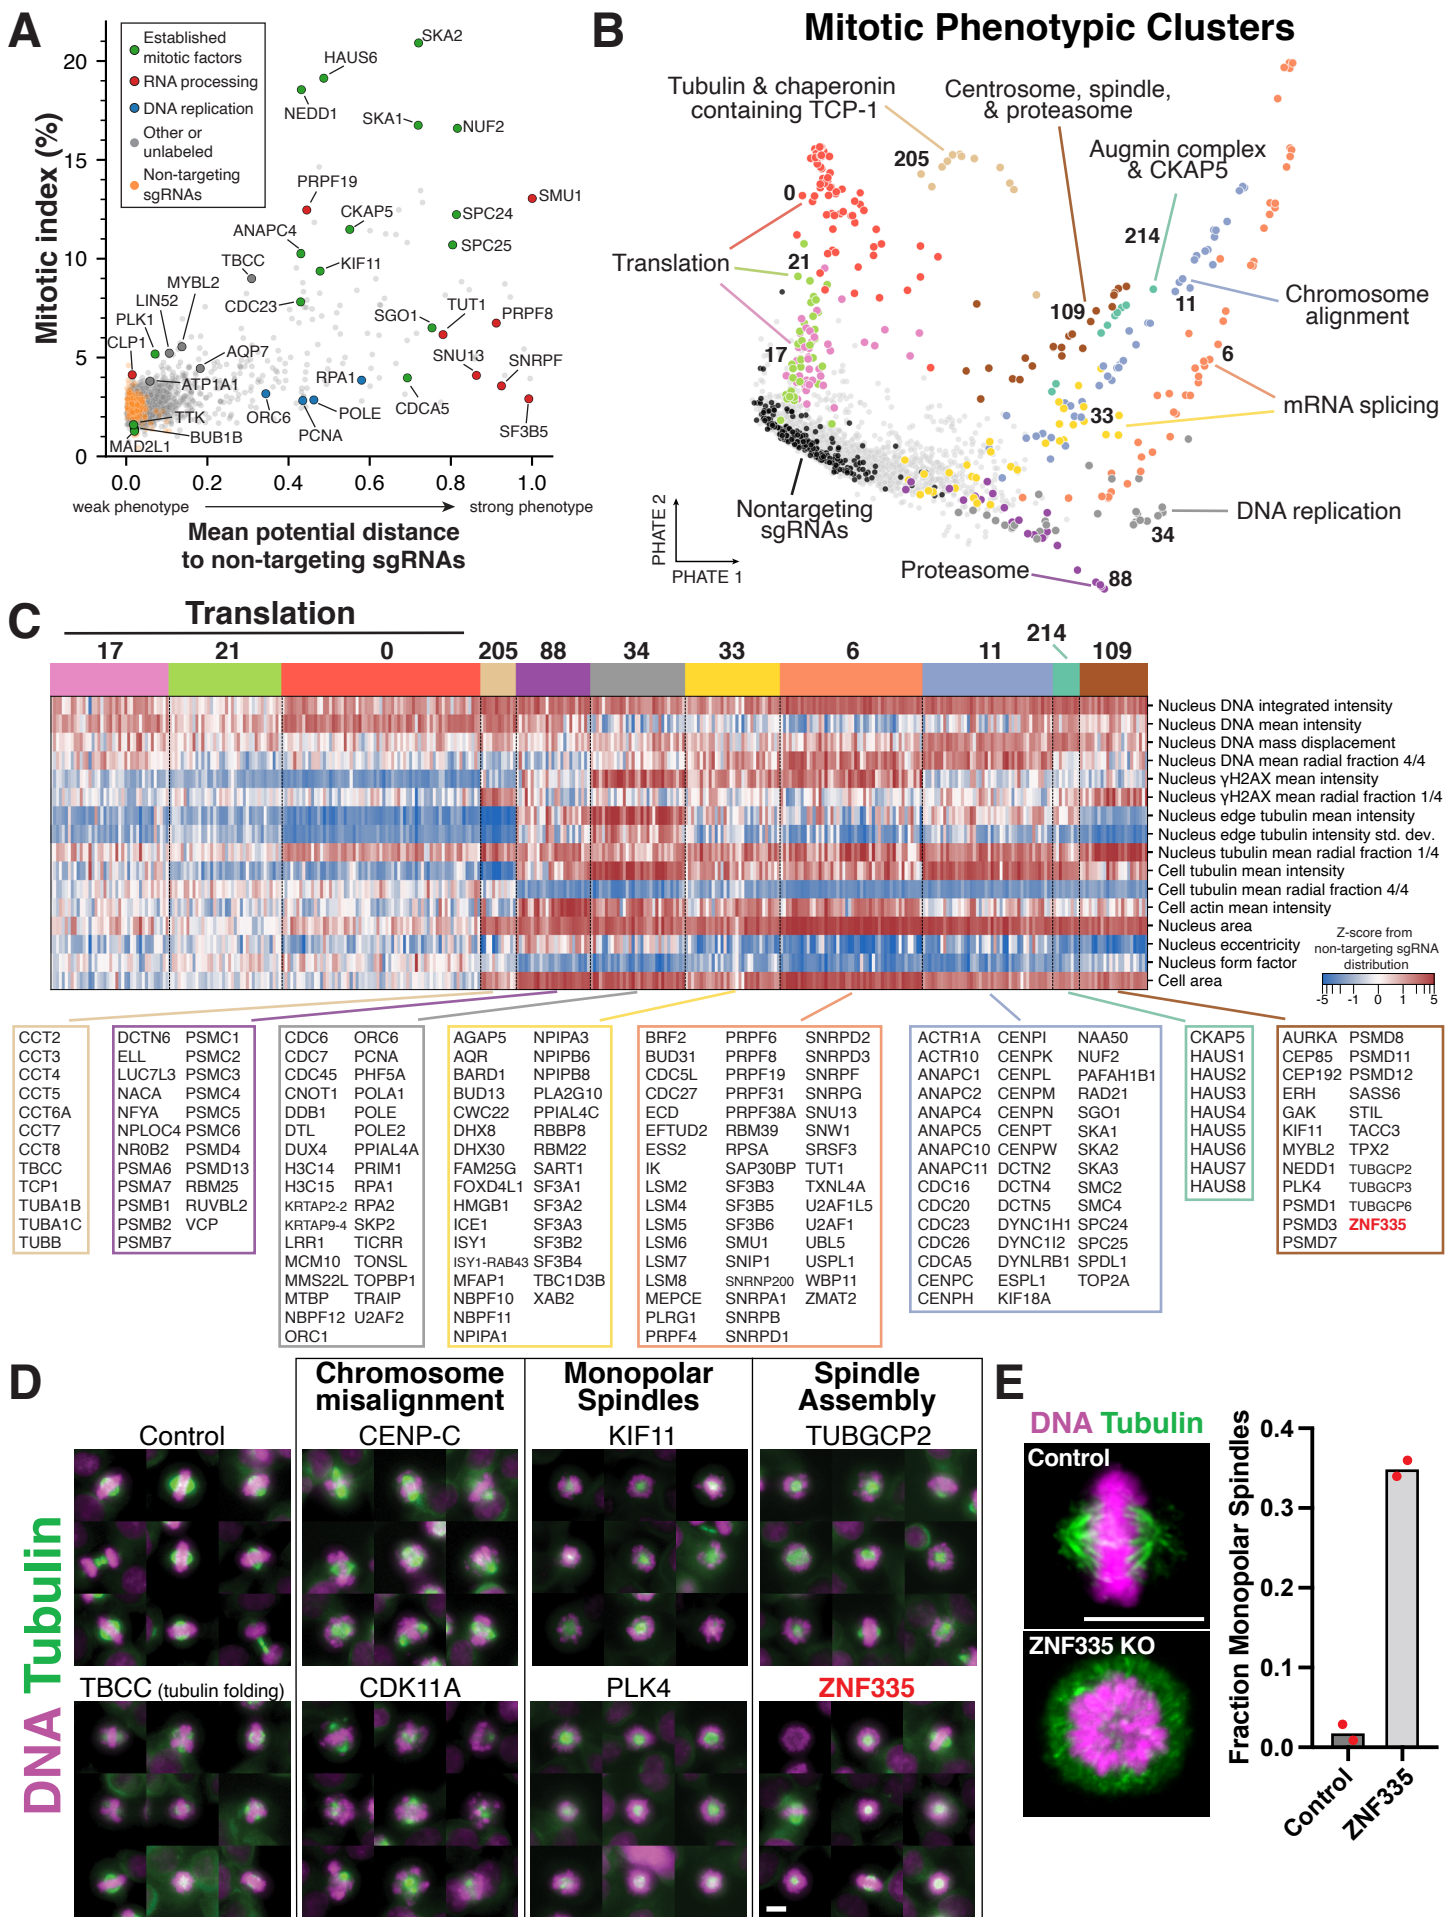 A
Mitotic index (%)
20
15
10
5
0
Established
mitotic factors
RNA processing
DNA replication
Other or
unlabeled
Non-targeting
sgRNAs
SKA2
HAUS6
NEDD1
SKA1
NUF2
PRPF19
CKAP5
SMU1
SPC24
ANAPC4
SPC25
TBCC
KIF11
MYBL2
LIN52
CDC23
PLK1
SGO1
TUT1
PRPF8
CLP1
AQP7
SNU13
SNRPF
ATP1A1
RPA1
TTK
ORC6
POLE
CDCA5
BUB1B
PCNA
SF3B5
MAD2L1
0.0
0.2
0.4
0.6
0.8
1.0
weak phenotype
strong phenotype
Mean potential distance
to non-targeting sgRNAs
B
Mitotic Phenotypic Clusters
Tubulin & chaperonin
containing TCP-1
Centrosome, spindle,
& proteasome
Augmin complex
& CKAP5
205
0
214
Translation
21
109
11
Chromosome
alignment
17
6
33
mRNA splicing
Nontargeting
sgRNAs
DNA replication
34
Proteasome
88
PHATE 2
PHATE 1
C
Translation
17
21
0
205
88
34
33
6
11
214
109
Nucleus DNA integrated intensity
Nucleus DNA mean intensity
Nucleus DNA mass displacement
Nucleus DNA mean radial fraction 4/4
Nucleus γH2AX mean intensity
Nucleus γH2AX mean radial fraction 1/4
Nucleus edge tubulin mean intensity
Nucleus edge tubulin intensity std. dev.
Nucleus tubulin mean radial fraction 1/4
Cell tubulin mean intensity
Cell tubulin mean radial fraction 4/4
Cell actin mean intensity
Nucleus area
Nucleus eccentricity
Nucleus form factor
Cell area
Z-score from
non-targeting sgRNA
distribution
-5 -1 0 1 5
CCT2
CCT3
CCT4
CCT5
CCT6A
CCT7
CCT8
TBCC
TCP1
TUBA1B
TUBA1C
TUBB
DCTN6 PSMC1
ELL PSMC2
LUC7L3 PSMC3
NACA PSMC4
NFYA PSMC5
NPLOC4 PSMC6
NR0B2 PSMD4
PSMA6 PSMD13
PSMA7 RBM25
PSMB1 RUVBL2
PSMB2 VCP
PSMB7
CDC6 ORC6
CDC7 PCNA
CDC45 PHF5A
CNOT1 POLA1
DDB1 POLE
DTL POLE2
DUX4 PPIAL4A
H3C14 PRIM1
H3C15 RPA1
KRTAP2-2 RPA2
KRTAP9-4 SKP2
LRR1 TICRR
MCM10 TONSL
MMS22L TOPBP1
MTBP TRAIP
NBPF12 U2AF2
ORC1
AGAP5 NPIPA3
AQR NPIPB6
BARD1 NPIPB8
BUD13 PLA2G10
CWC22 PPIAL4C
DHX8 RBBP8
DHX30 RBM22
FAM25G SART1
FOXD4L1 SF3A1
HMGB1 SF3A2
ICE1 SF3A3
ISY1 SF3B2
ISY1-RAB43 SF3B4
MFAP1 TBC1D3B
NBPF10 XAB2
NBPF11
NPIPA1
BRF2 PRPF6 SNRPD2
BUD31 PRPF8 SNRPD3
CDC5L PRPF19 SNRPF
CDC27 PRPF31 SNRPG
ECD PRPF38A SNU13
EFTUD2 RBM39 SNW1
ESS2 RPSA SRSF3
IK SAP30BP TUT1
LSM2 SF3B3 TXNL4A
LSM4 SF3B5 U2AF1L5
LSM5 SF3B6 U2AF1
LSM6 SMU1 UBL5
LSM7 SNIP1 USPL1
LSM8 SNRNP200 WBP11
MEPCE SNRPA1 ZMAT2
PLRG1 SNRPB
PRPF4 SNRPD1
ACTR1A CENPI NAA50
ACTR10 CENPK NUF2
ANAPC1 CENPL PAFAH1B1
ANAPC2 CENPM RAD21
ANAPC4 CENPN SGO1
ANAPC5 CENPT SKA1
ANAPC10 CENPW SKA2
ANAPC11 DCTN2 SKA3
CDC16 DCTN4 SMC2
CDC20 DCTN5 SMC4
CDC23 DYNC1H1 SPC24
CDC26 DYNC1I2 SPC25
CDCA5 DYNLRB1 SPDL1
CENPC ESPL1 TOP2A
CENPH KIF18A
CKAP5
HAUS1
HAUS2
HAUS3
HAUS4
HAUS5
HAUS6
HAUS7
HAUS8
AURKA PSMD8
CEP85 PSMD11
CEP192 PSMD12
ERH SASS6
GAK STIL
KIF11 TACC3
MYBL2 TPX2
NEDD1 TUBGCP2
PLK4 TUBGCP3
PSMD1 TUBGCP6
PSMD3 ZNF335
PSMD7
D
DNA Tubulin
Chromosome
misalignment
Monopolar
Spindles
Spindle
Assembly
Control
CENP-C
KIF11
TUBGCP2
TBCC (tubulin folding)
CDK11A
PLK4
ZNF335
E
DNA Tubulin
Control
ZNF335 KO
Fraction Monopolar Spindles
0.4
0.3
0.2
0.1
0.0
Control
ZNF335